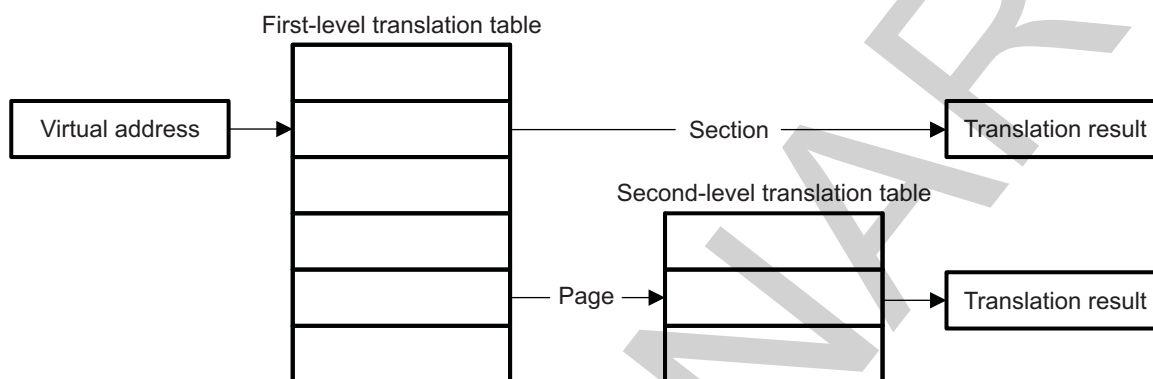 First-level translation table
Virtual address
Section
Translation result
Second-level translation table
Page
Translation result